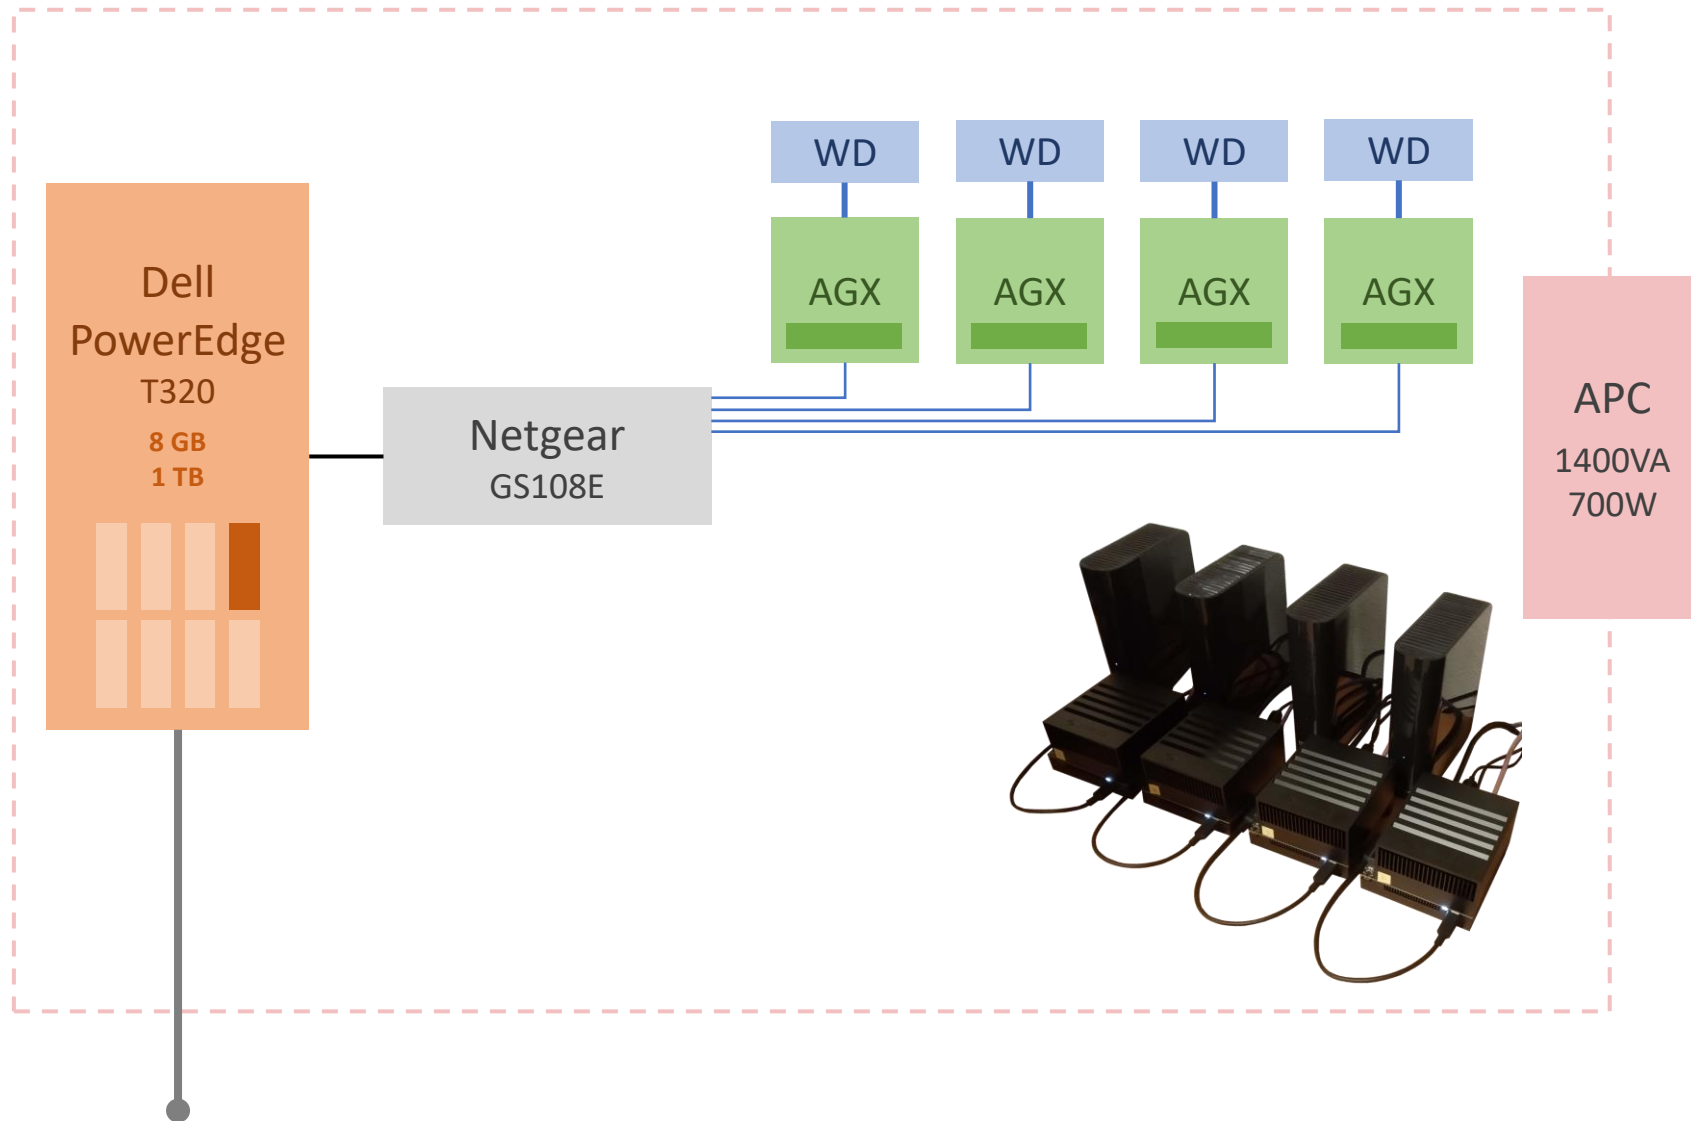 WD
WD
WD
WD
Dell
PowerEdge
T320
8 GB
1 TB
AGX
AGX
AGX
AGX
Netgear
GS108E
APC
1400VA
700W